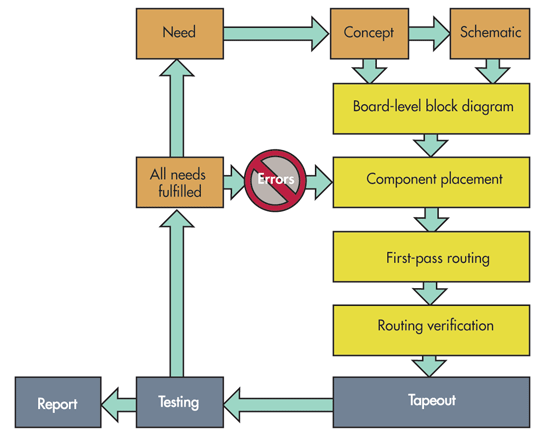 Need
Concept
Schematic
Board-level block diagram
All needs
fulfilled
Errors
Component placement
First-pass routing
Routing verification
Report
Testing
Tapeout